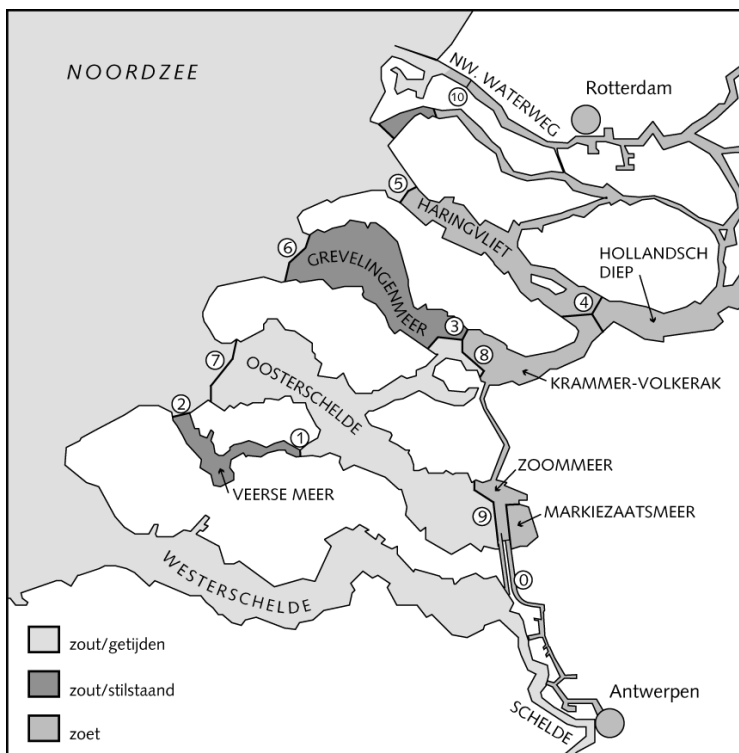 NOORDZEE
NW. WATERWEG
Rotterdam
10
5
HARINGVLIET
6
GREVELINGENMEER
HOLLANDSCH
DIEP
4
3
8
7
OOSTERSCHELDE
KRAMMER-VOLKERAK
2
1
ZOOMMEER
VEERSE MEER
9
MARKIEZAATSMEER
WESTERSCHELDE
0
zout/getijden
zout/stilstaand
zoet
SCHELDE
Antwerpen